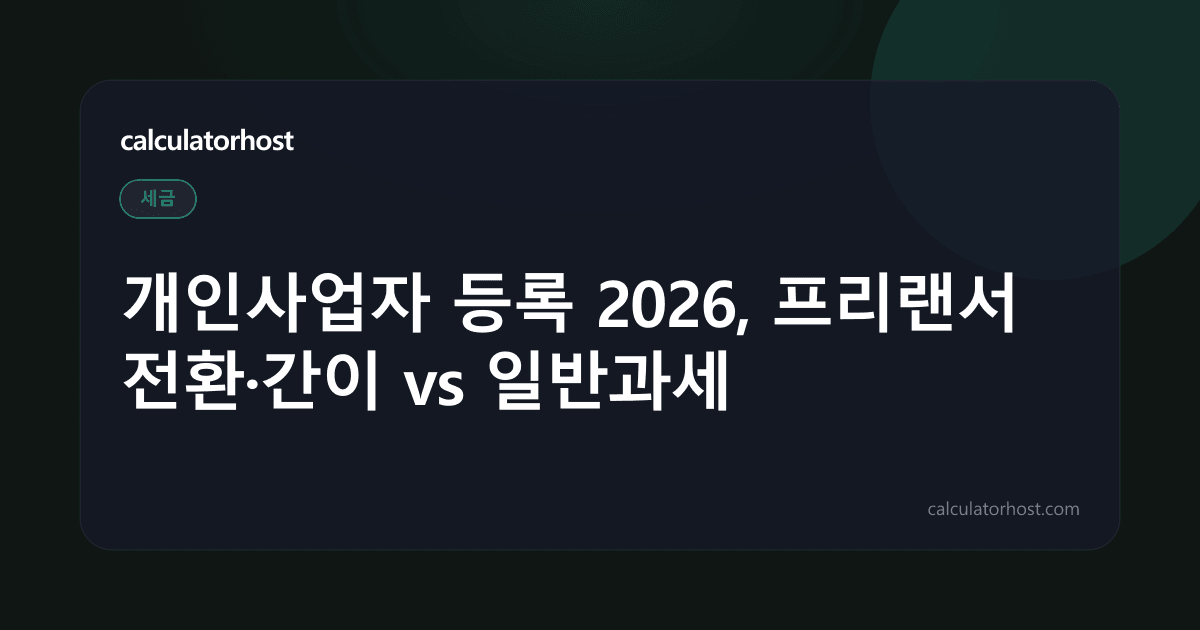 calculatorhost
세금
개인사업자 등록 2026, 프리랜서
전환·간이 vs 일반과세
calculatorhost.com